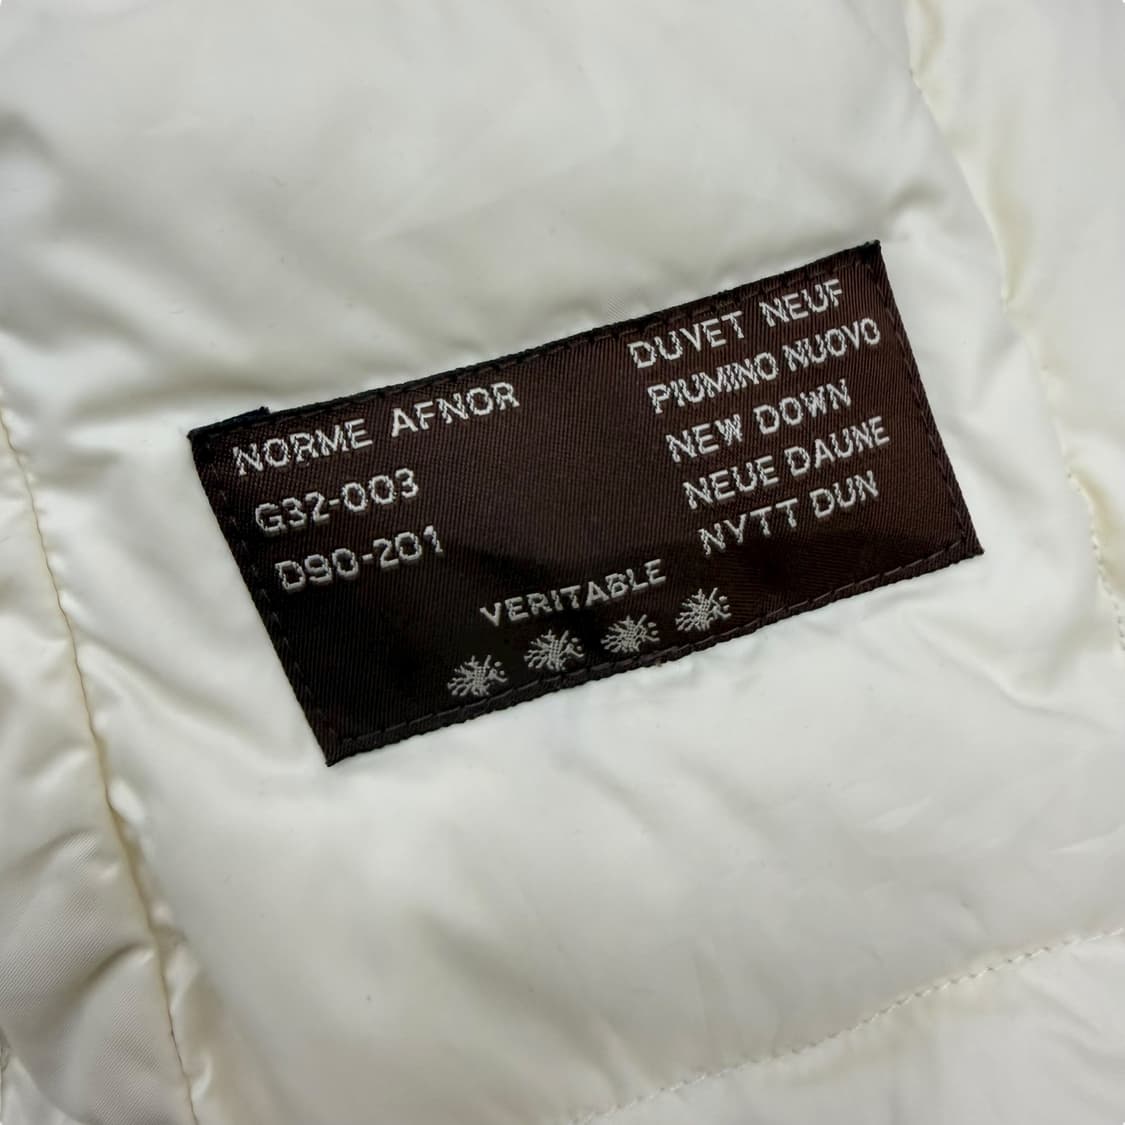 NORME AFNOR
G32-003
D90-201
DUVET NEUF
PIUMINO NUOVO
NEW DOWN
NEUE DAUNE
NYTT DUN
VERITABLE